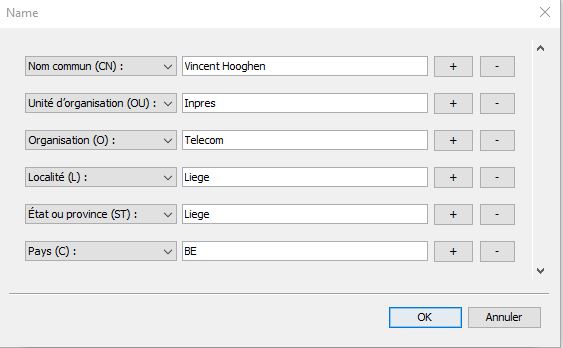 Name
Nom commun (CN) : Vincent Hooghen + -
Unité d'organisation (OU) : Inpres + -
Organisation (O) : Telecom + -
Localité (L) : Liege + -
État ou province (ST) : Liege + -
Pays (C) : BE + -
OK Annuler